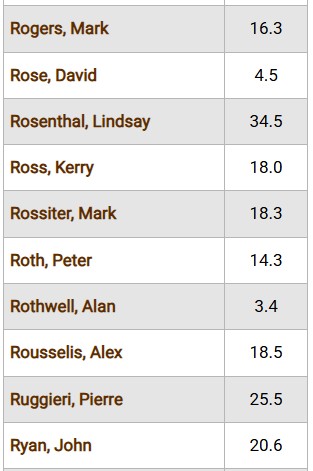 Rogers, Mark 16.3
Rose, David 4.5
Rosenthal, Lindsay 34.5
Ross, Kerry 18.0
Rossiter, Mark 18.3
Roth, Peter 14.3
Rothwell, Alan 3.4
Rousselis, Alex 18.5
Ruggieri, Pierre 25.5
Ryan, John 20.6